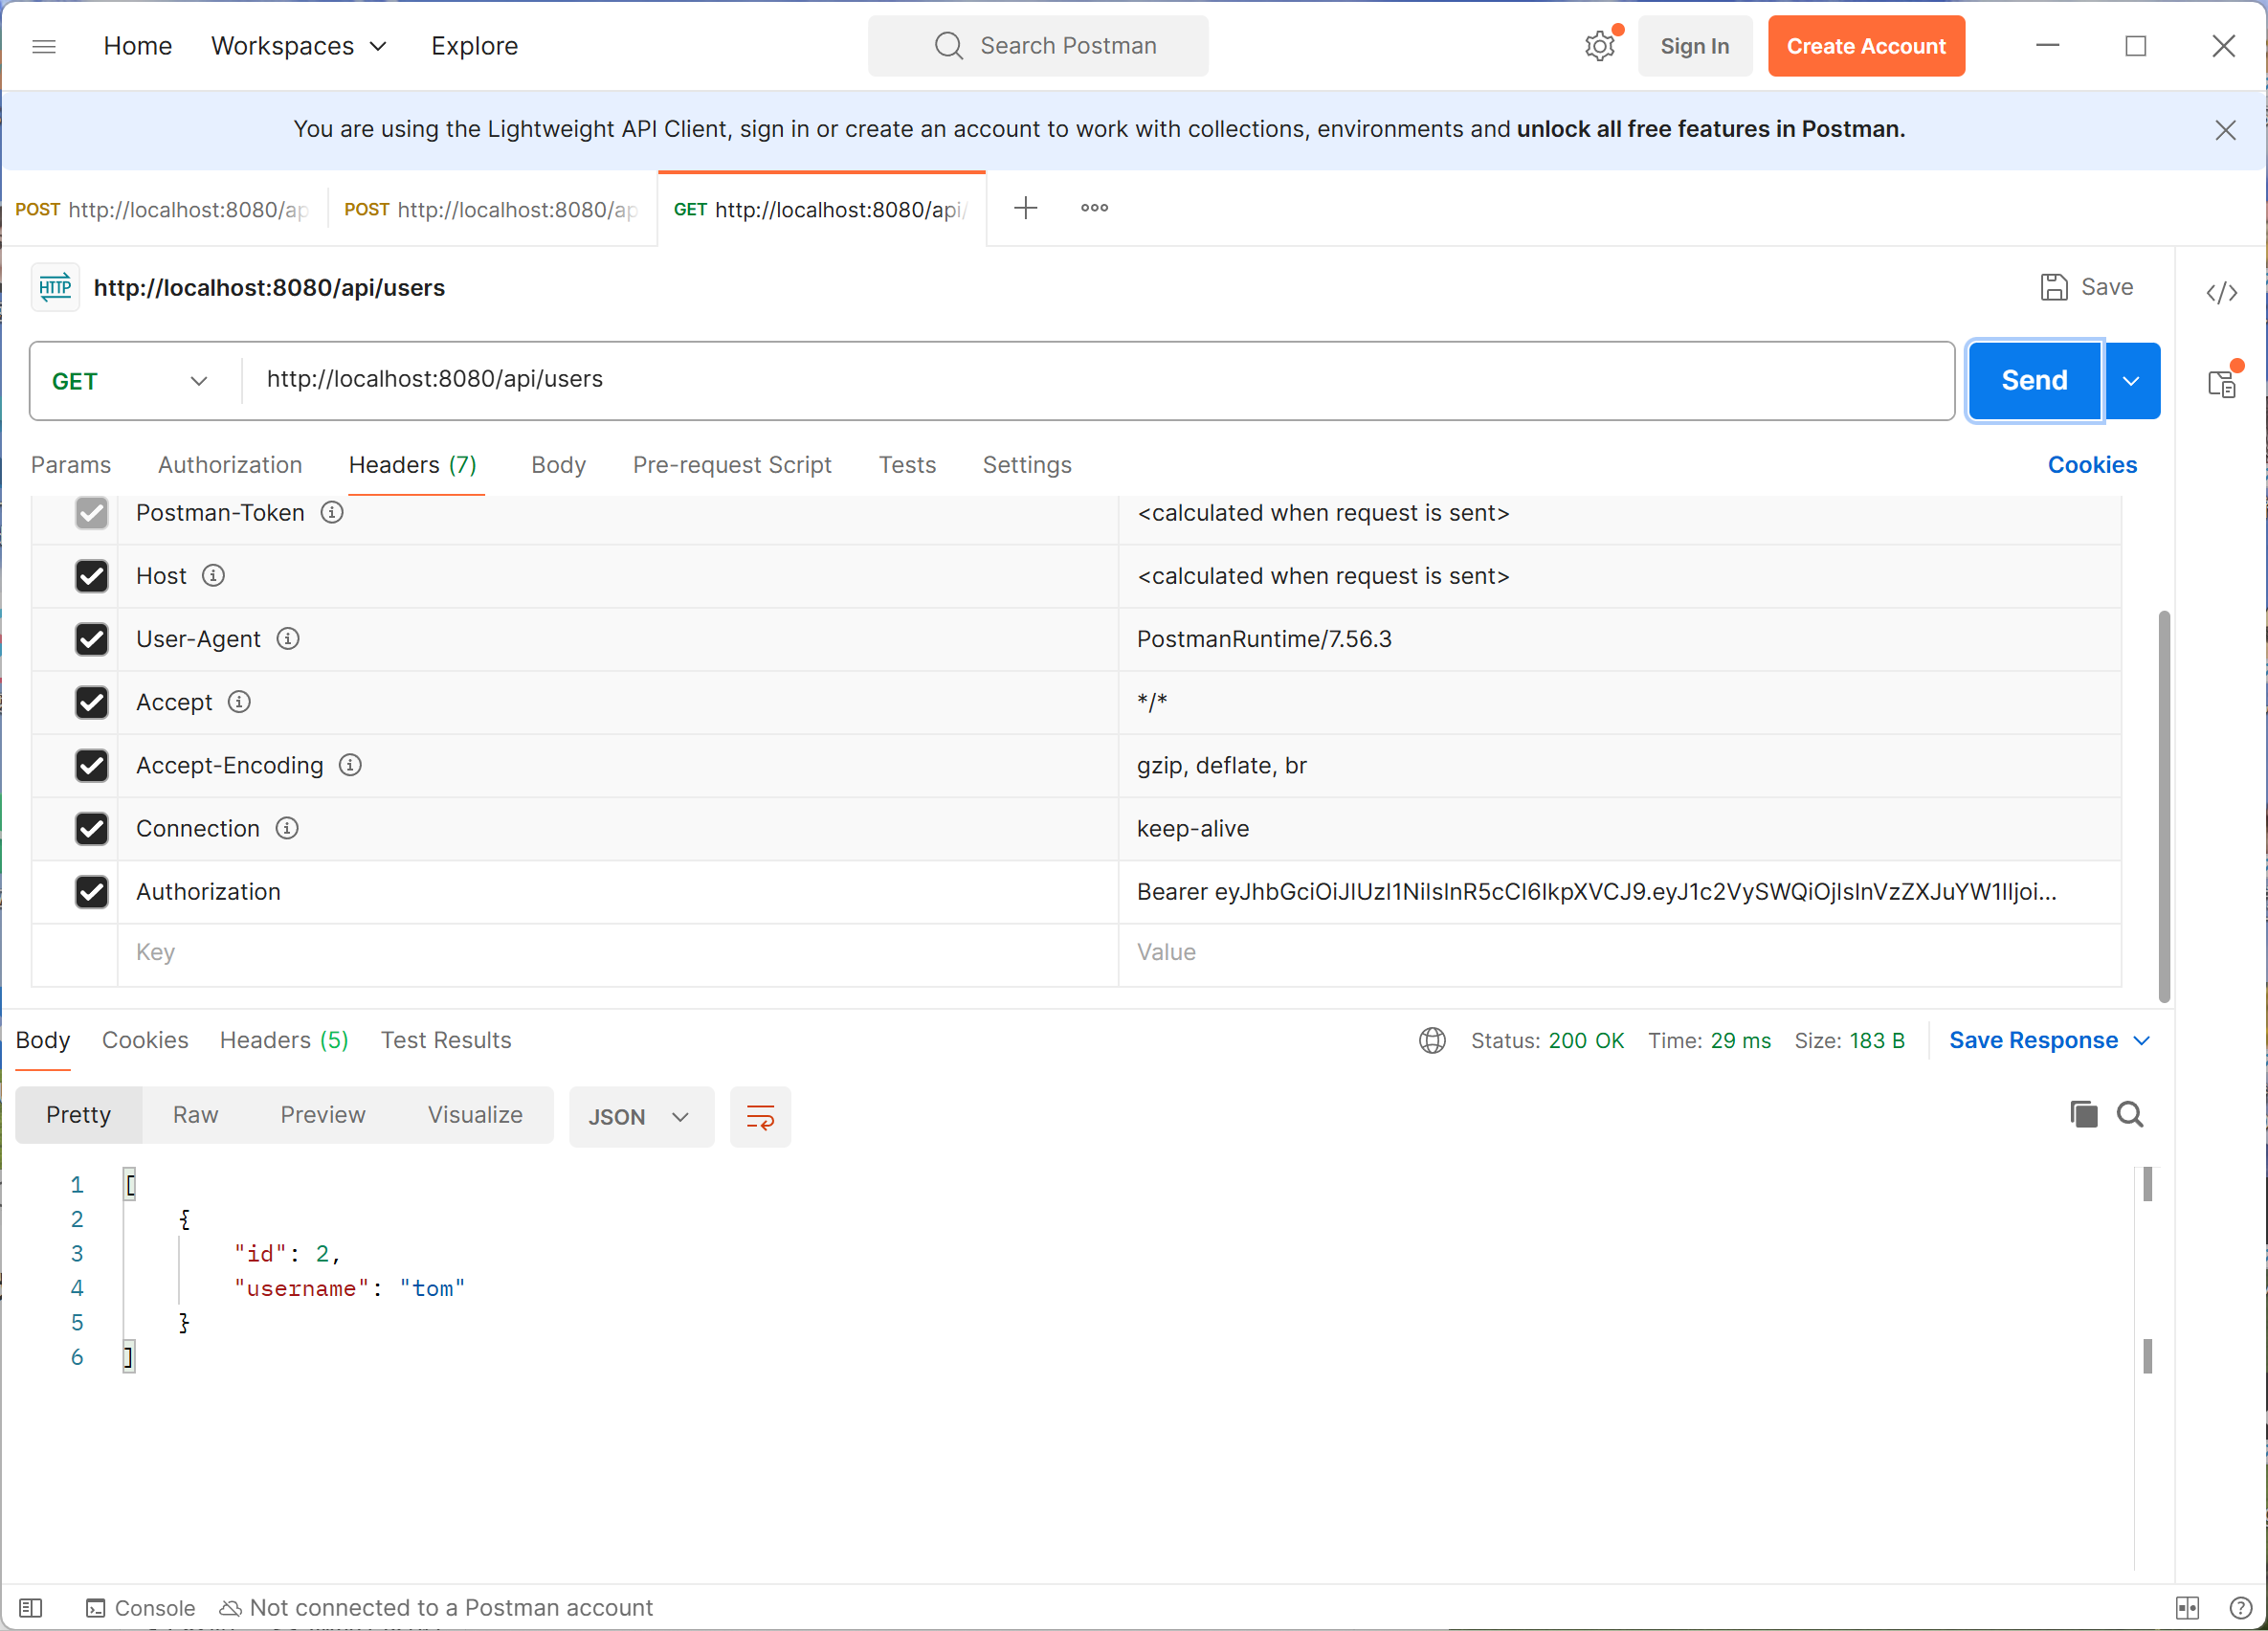 Home Workspaces Explore Search Postman Sign In Create Account
You are using the Lightweight API Client, sign in or create an account to work with collections, environments and unlock all free features in Postman.
POST http://localhost:8080/ap POST http://localhost:8080/ap GET http://localhost:8080/api/
HTTP http://localhost:8080/api/users Save
GET http://localhost:8080/api/users Send
Params Authorization Headers (7) Body Pre-request Script Tests Settings Cookies
Postman-Token <calculated when request is sent>
Host <calculated when request is sent>
User-Agent PostmanRuntime/7.56.3
Accept */*
Accept-Encoding gzip, deflate, br
Connection keep-alive
Authorization Bearer eyJhbGciOiJIUzI1NiIsInR5cCI6IkpXVCJ9.eyJ1c2VySWQiOjIsInVzZXJuYW1lIjoi...
Key Value
Body Cookies Headers (5) Test Results Status: 200 OK Time: 29 ms Size: 183 B Save Response
Pretty Raw Preview Visualize JSON
1 [
2 {
3 "id": 2,
4 "username": "tom"
5 }
6 ]
Console Not connected to a Postman account